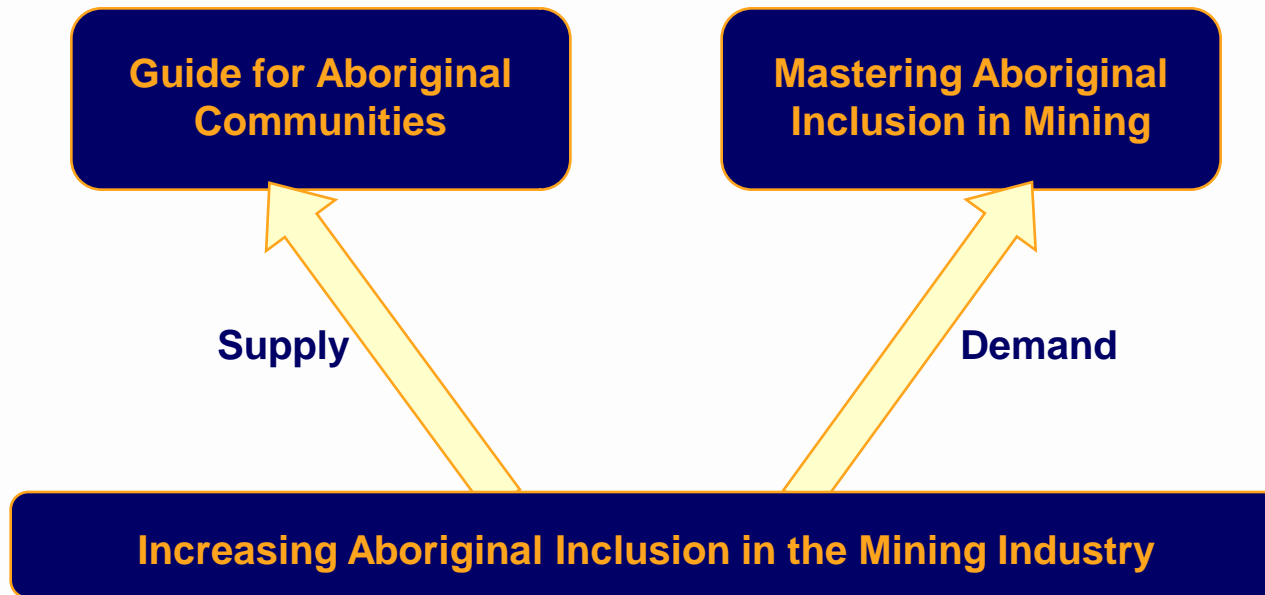 Guide for Aboriginal
Communities
Mastering Aboriginal
Inclusion in Mining
Supply
Demand
Increasing Aboriginal Inclusion in the Mining Industry